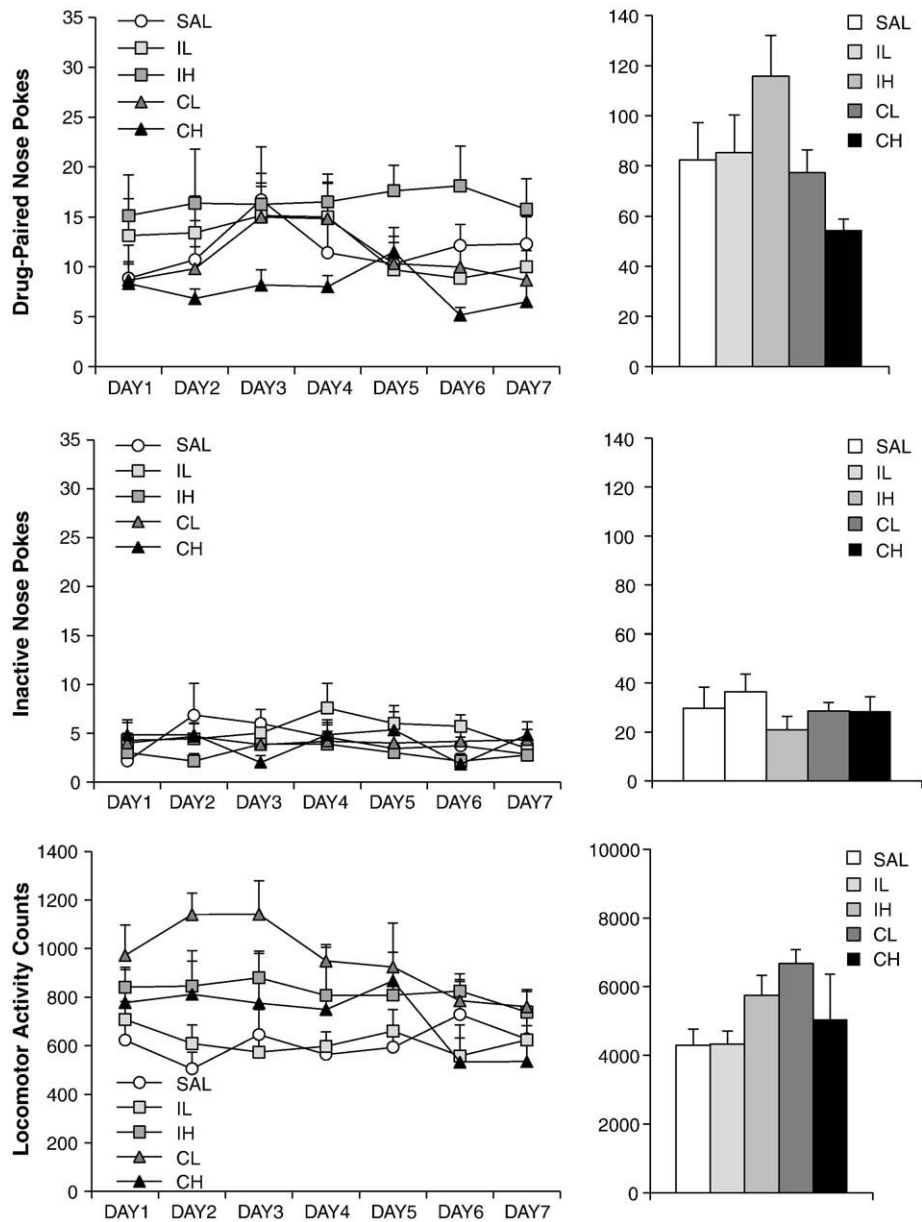 Drug-Paired Nose Pokes
35
30
25
20
15
10
5
0
SAL
IL
IH
CL
CH
DAY1 DAY2 DAY3 DAY4 DAY5 DAY6 DAY7
140
120
100
80
60
40
20
0
SAL
IL
IH
CL
CH
Inactive Nose Pokes
35
30
25
20
15
10
5
0
SAL
IL
IH
CL
CH
DAY1 DAY2 DAY3 DAY4 DAY5 DAY6 DAY7
140
120
100
80
60
40
20
0
SAL
IL
IH
CL
CH
Locomotor Activity Counts
1400
1200
1000
800
600
400
200
0
SAL
IL
IH
CL
CH
DAY1 DAY2 DAY3 DAY4 DAY5 DAY6 DAY7
10000
8000
6000
4000
2000
0
SAL
IL
IH
CL
CH